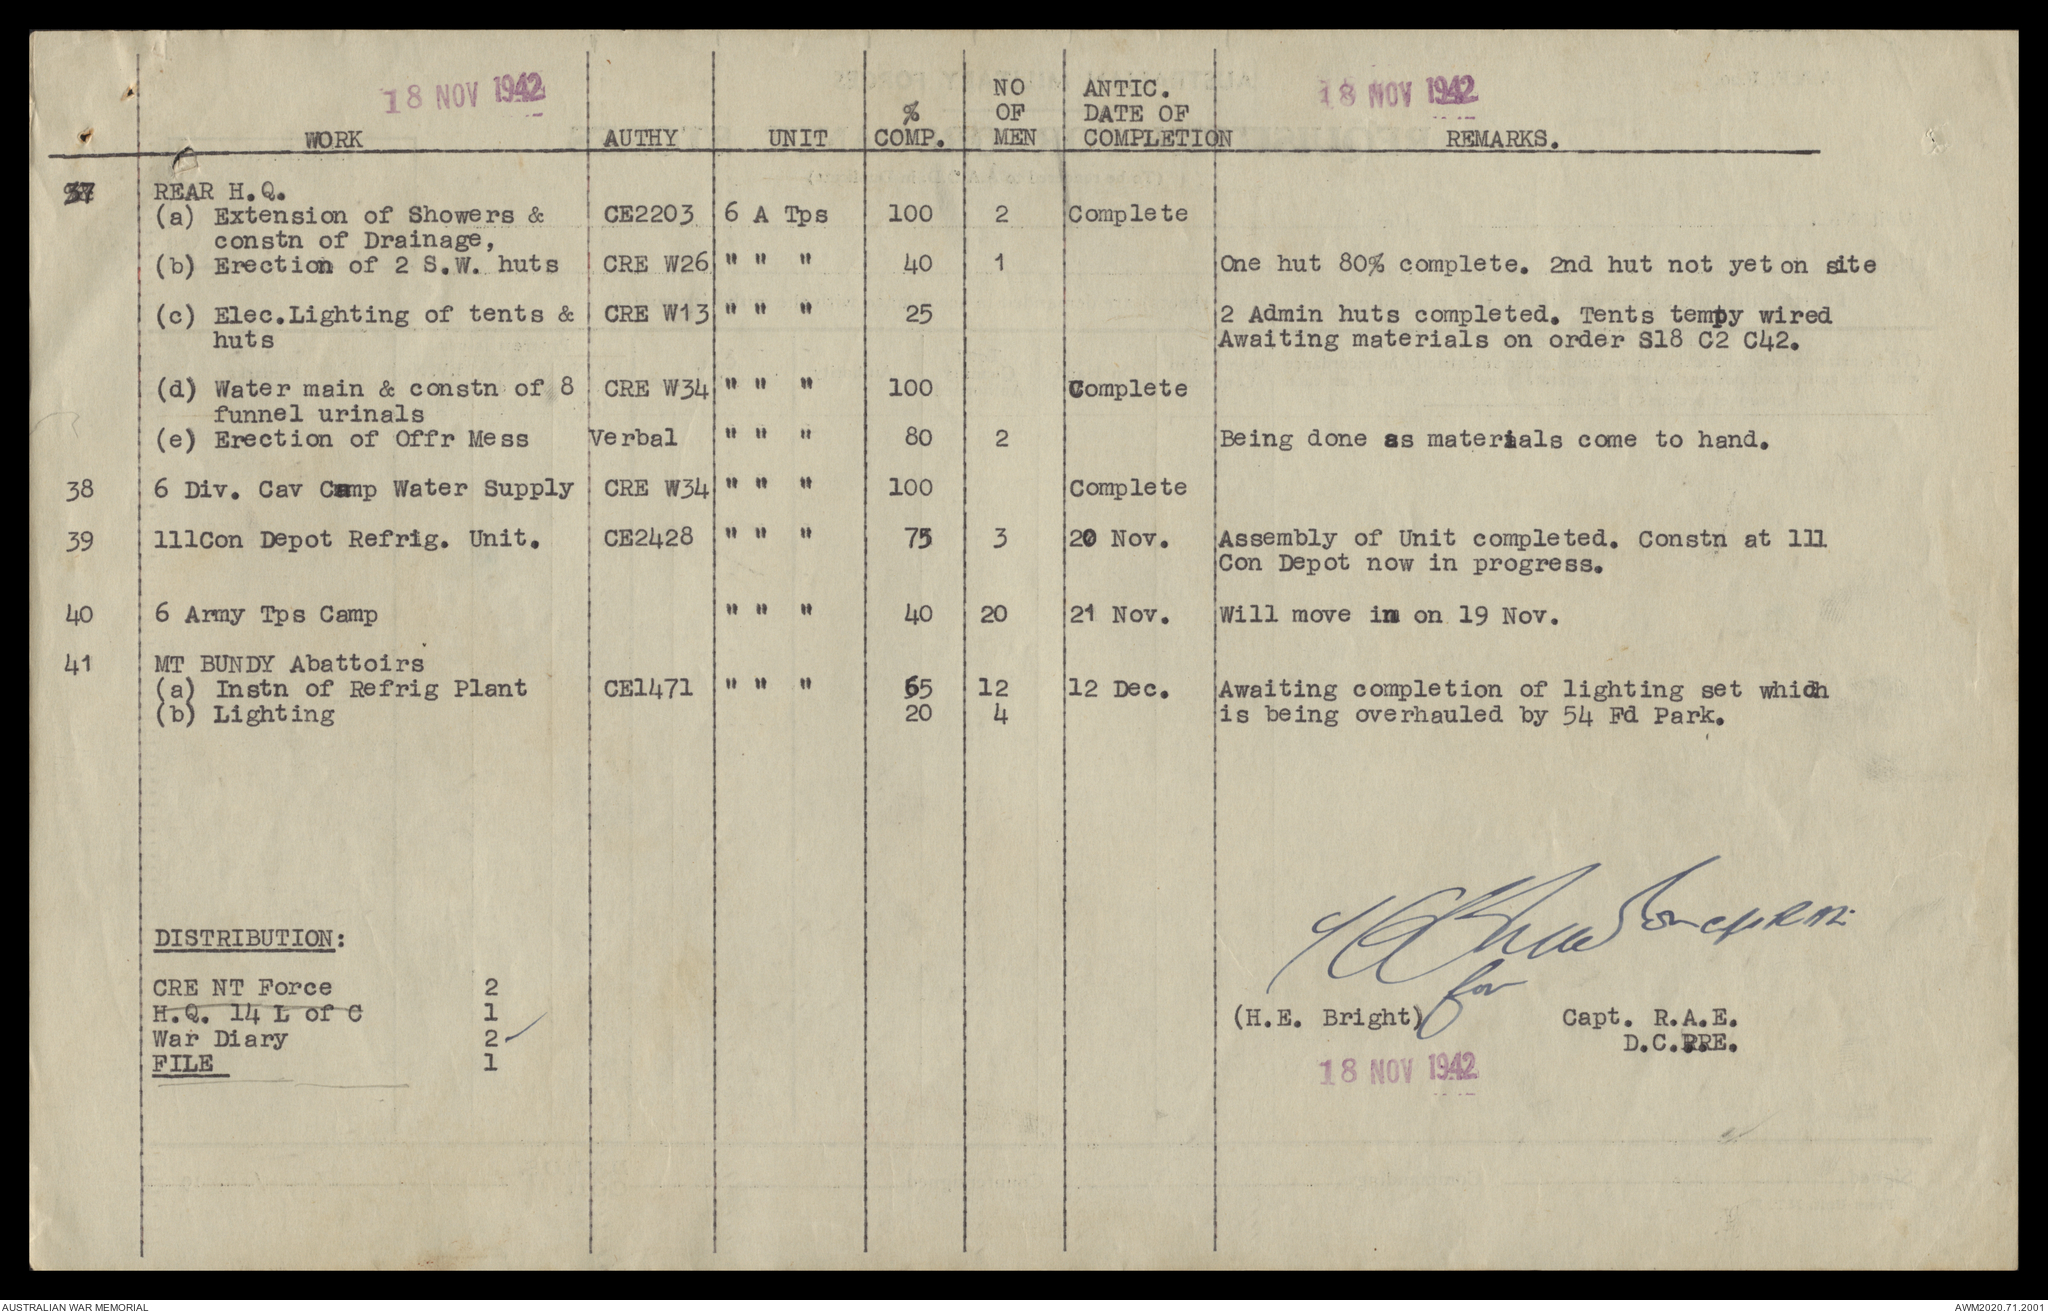 18 NOV 1942 18 NOV 1942
WORK AUTHY UNIT % COMP. NO OF MEN ANTIC. DATE OF COMPLETION REMARKS.
37 REAR H.Q.
(a) Extension of Showers & CE2203 6 A Tps 100 2 Complete
constn of Drainage,
(b) Erection of 2 S.W. huts CRE W26 " " " 40 1 One hut 80% complete. 2nd hut not yet on site
(c) Elec.Lighting of tents & CRE W13 " " " 25 2 Admin huts completed. Tents tempy wired
huts Awaiting materials on order S18 C2 C42.
(d) Water main & constn of 8 CRE W34 " " " 100 Complete
funnel urinals
(e) Erection of Offr Mess Verbal " " " 80 2 Being done as materials come to hand.
38 6 Div. Cav Camp Water Supply CRE W34 " " " 100 Complete
39 111Con Depot Refrig. Unit. CE2428 " " " 75 3 20 Nov. Assembly of Unit completed. Constn at 111
Con Depot now in progress.
40 6 Army Tps Camp " " " 40 20 21 Nov. Will move in on 19 Nov.
41 MT BUNDY Abattoirs
(a) Instn of Refrig Plant CE1471 " " " 65 12 12 Dec. Awaiting completion of lighting set which
(b) Lighting 20 4 is being overhauled by 54 Fd Park.
DISTRIBUTION:
CRE NT Force 2
H.Q. 14 L of C 1
War Diary 2
FILE 1
for
(H.E. Bright) Capt. R.A.E.
D.C.RRE.
18 NOV 1942
AUSTRALIAN WAR MEMORIAL AWM2020.71.2001